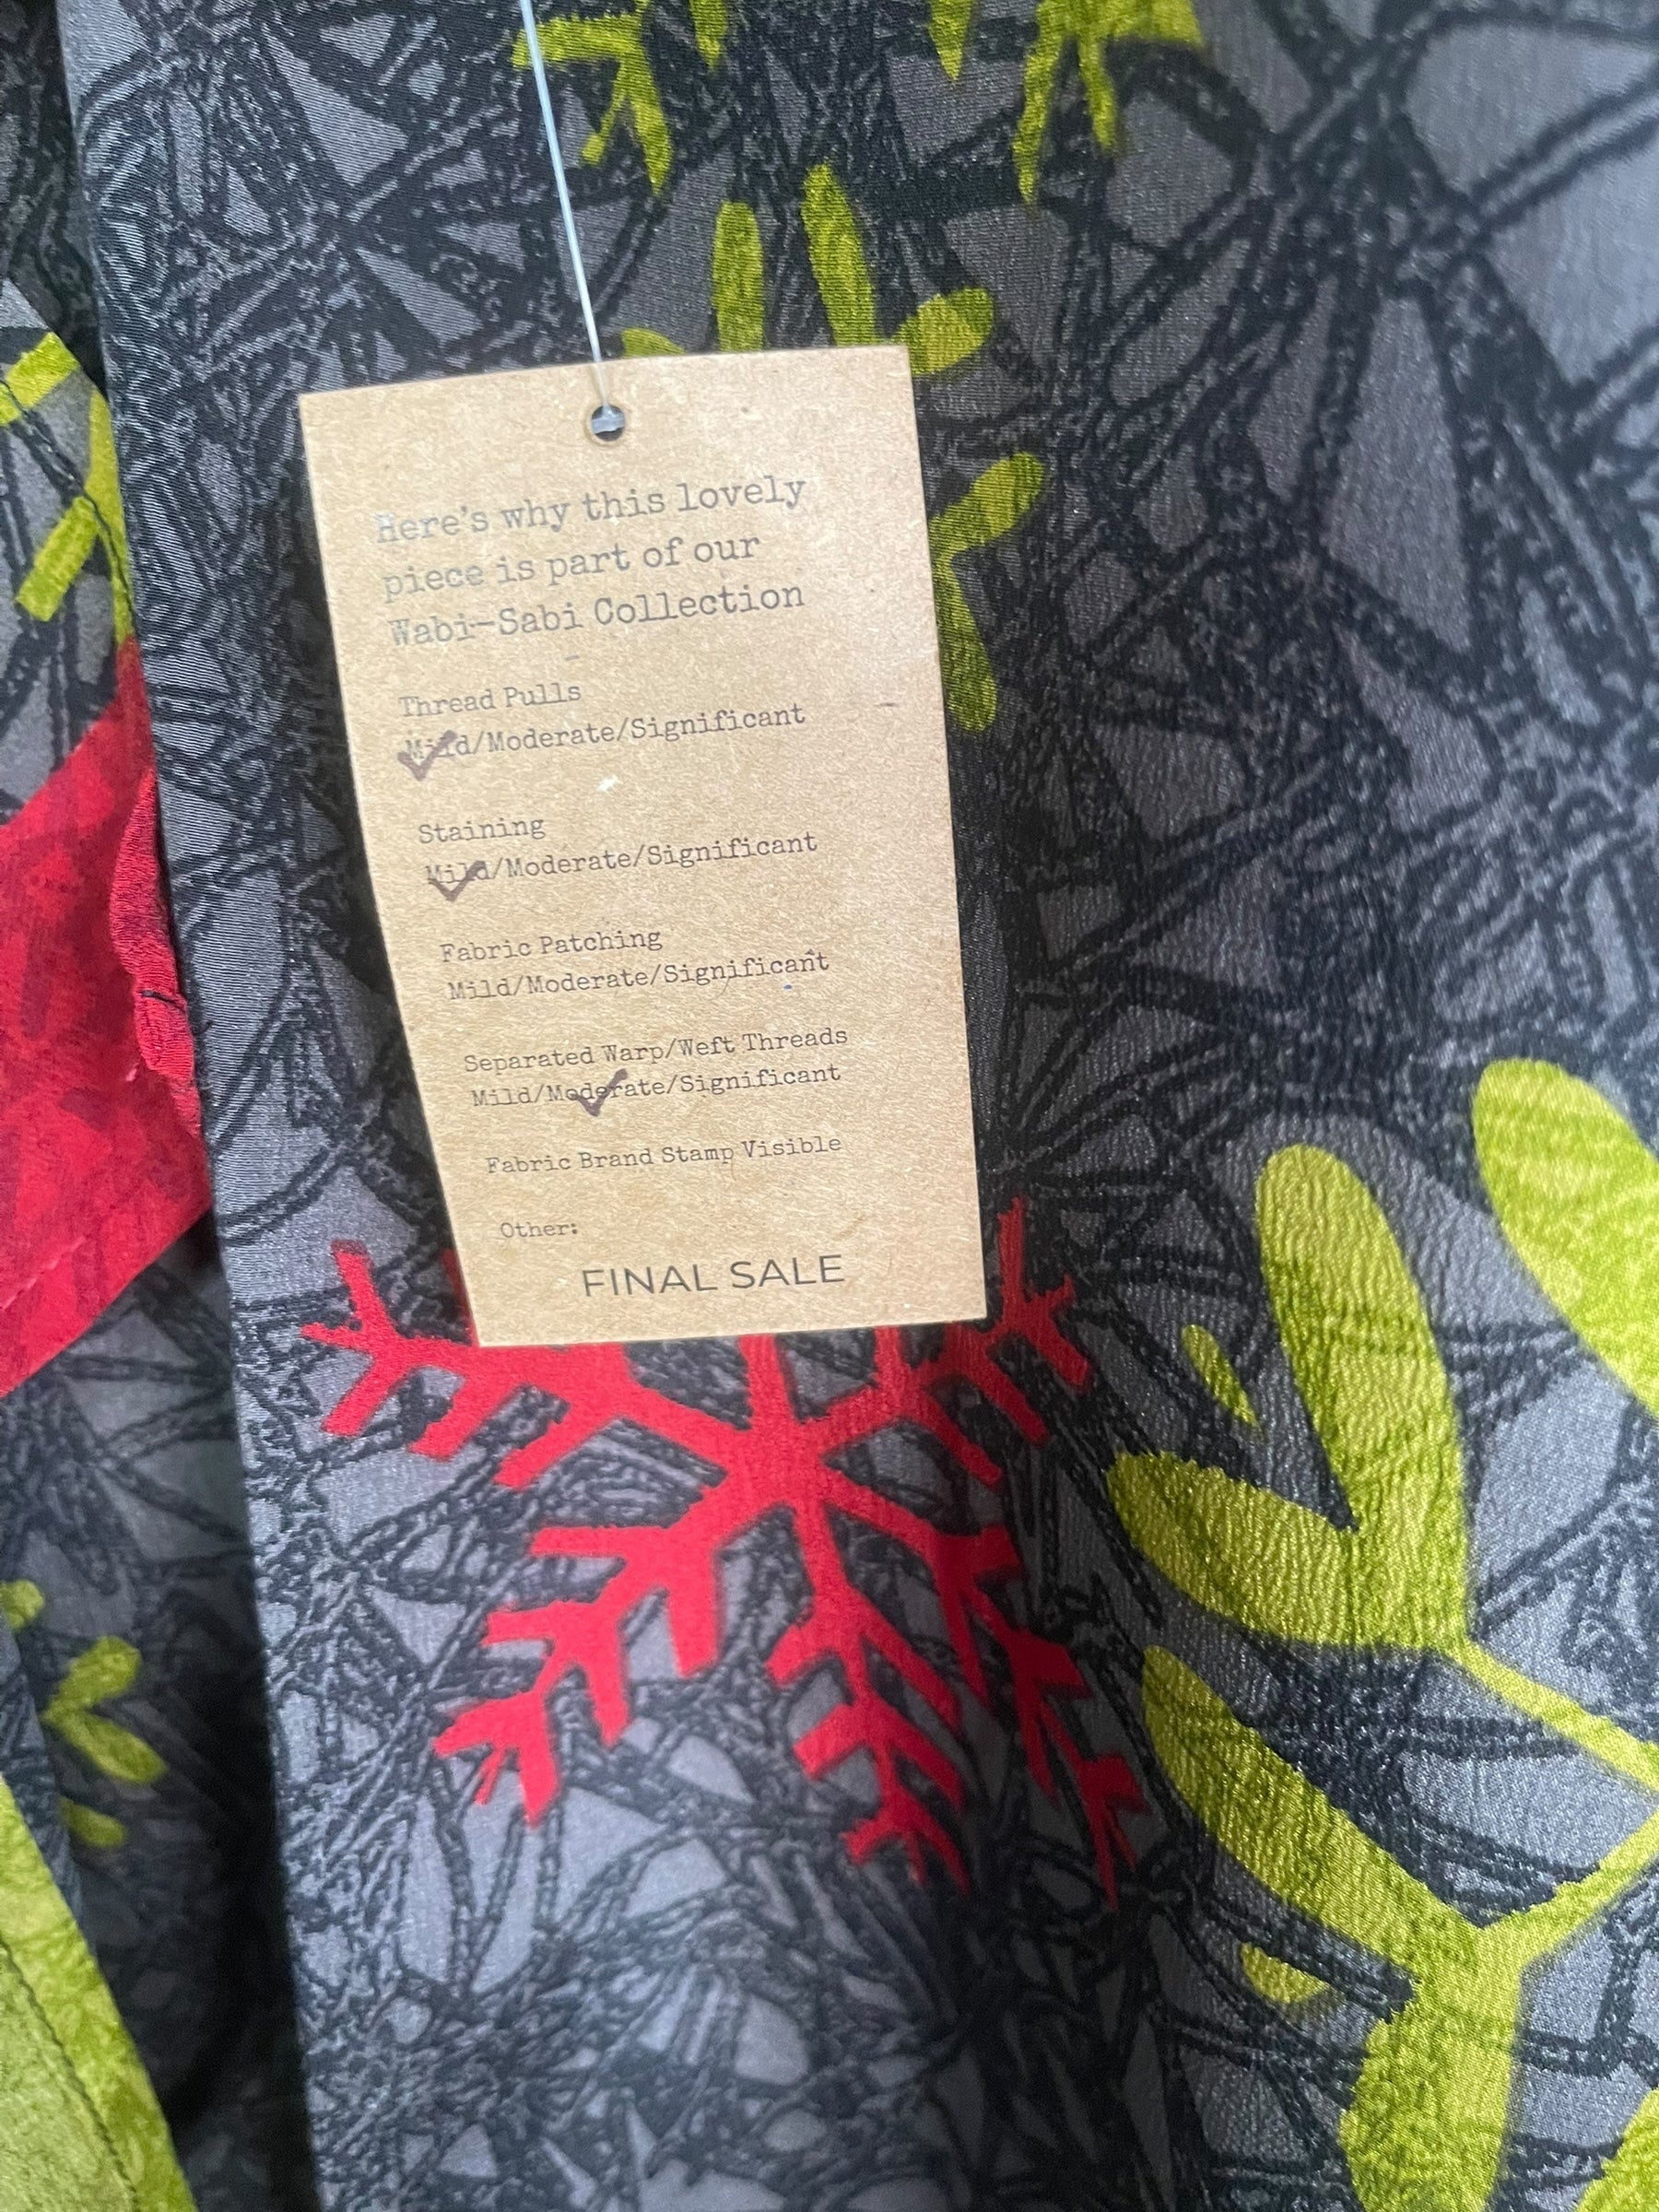 Here's why this lovely
piece is part of our
Wabi-Sabi Collection
Thread Pulls
Mild/Moderate/Significant
Staining
Mild/Moderate/Significant
Fabric Patching
Mild/Moderate/Significant
Separated Warp/Weft Threads
Mild/Moderate/Significant
Fabric Brand Stamp Visible
Other:
FINAL SALE